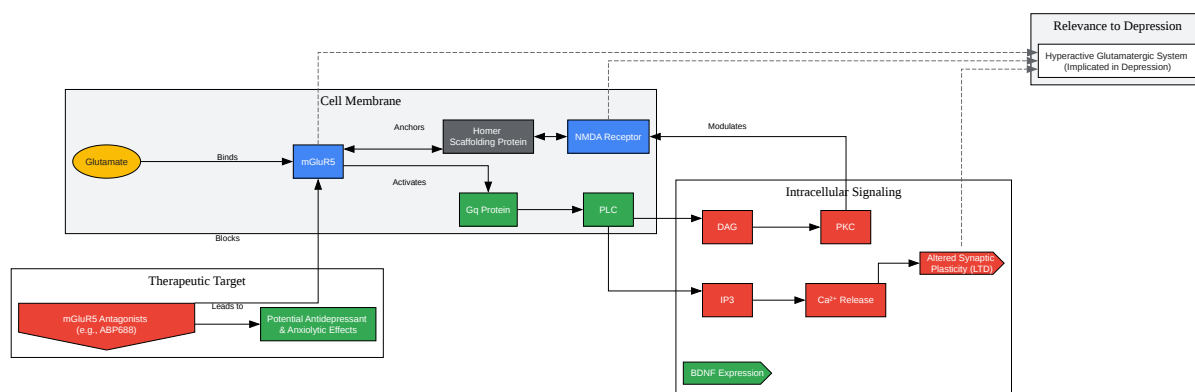 Relevance to Depression
Hyperactive Glutamatergic System
(Implicated in Depression)
Cell Membrane
Glutamate
Binds
mGluR5
Anchors
Homer
Scaffolding Protein
NMDA Receptor
Modulates
Activates
Gq Protein
PLC
Blocks
Intracellular Signaling
DAG
PKC
IP3
Ca²⁺ Release
Altered Synaptic
Plasticity (LTD)
BDNF Expression
Therapeutic Target
mGluR5 Antagonists
(e.g., ABP688)
Leads to
Potential Antidepressant
& Anxiolytic Effects